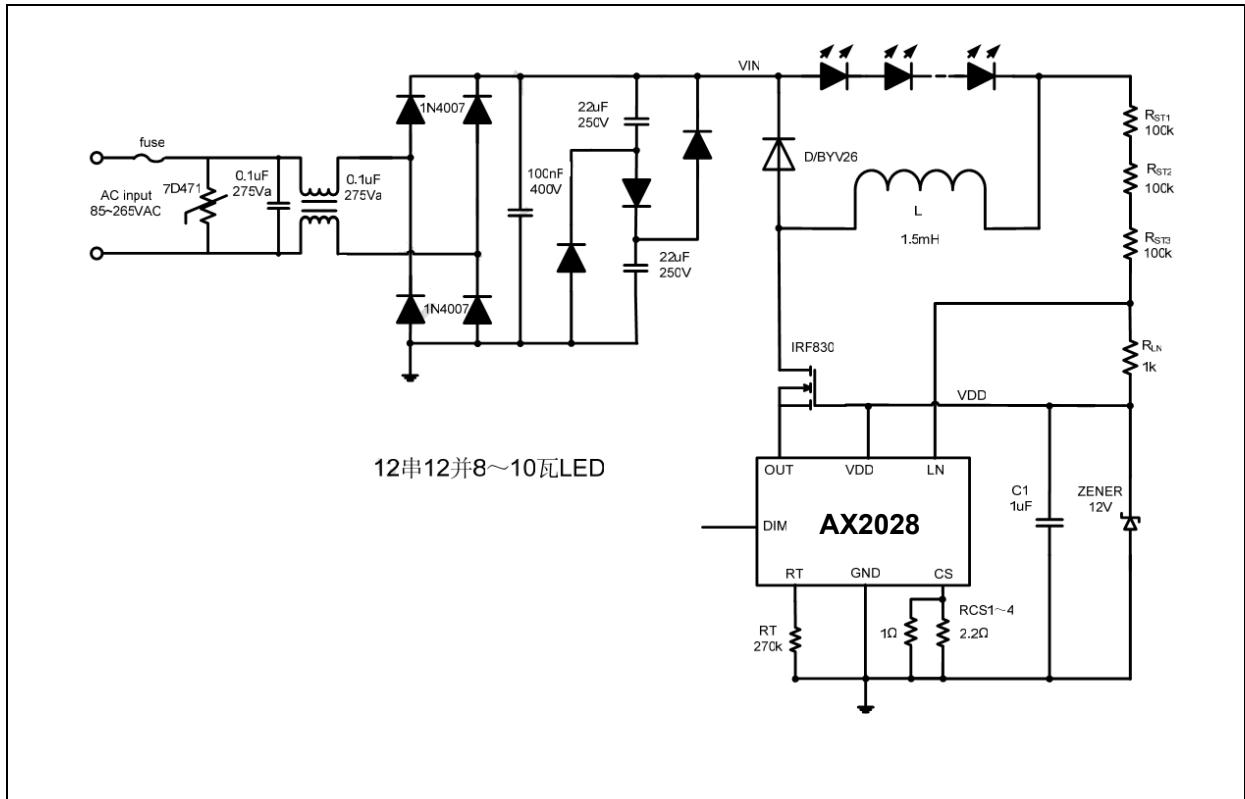 VIN
1N4007
22uF
250V
RST1
100k
fuse
D/BYV26
0.1uF
275Va
7D471
0.1uF
275Va
100nF
400V
RST2
100k
AC input
85~265VAC
L
1.5mH
RST3
100k
22uF
250V
1N4007
IRF830
RLN
1k
VDD
12串12并8～10瓦LED
OUT
VDD
LN
C1
1uF
ZENER
12V
DIM
AX2028
RT
GND
CS
RCS1～4
RT
270k
1Ω
2.2Ω